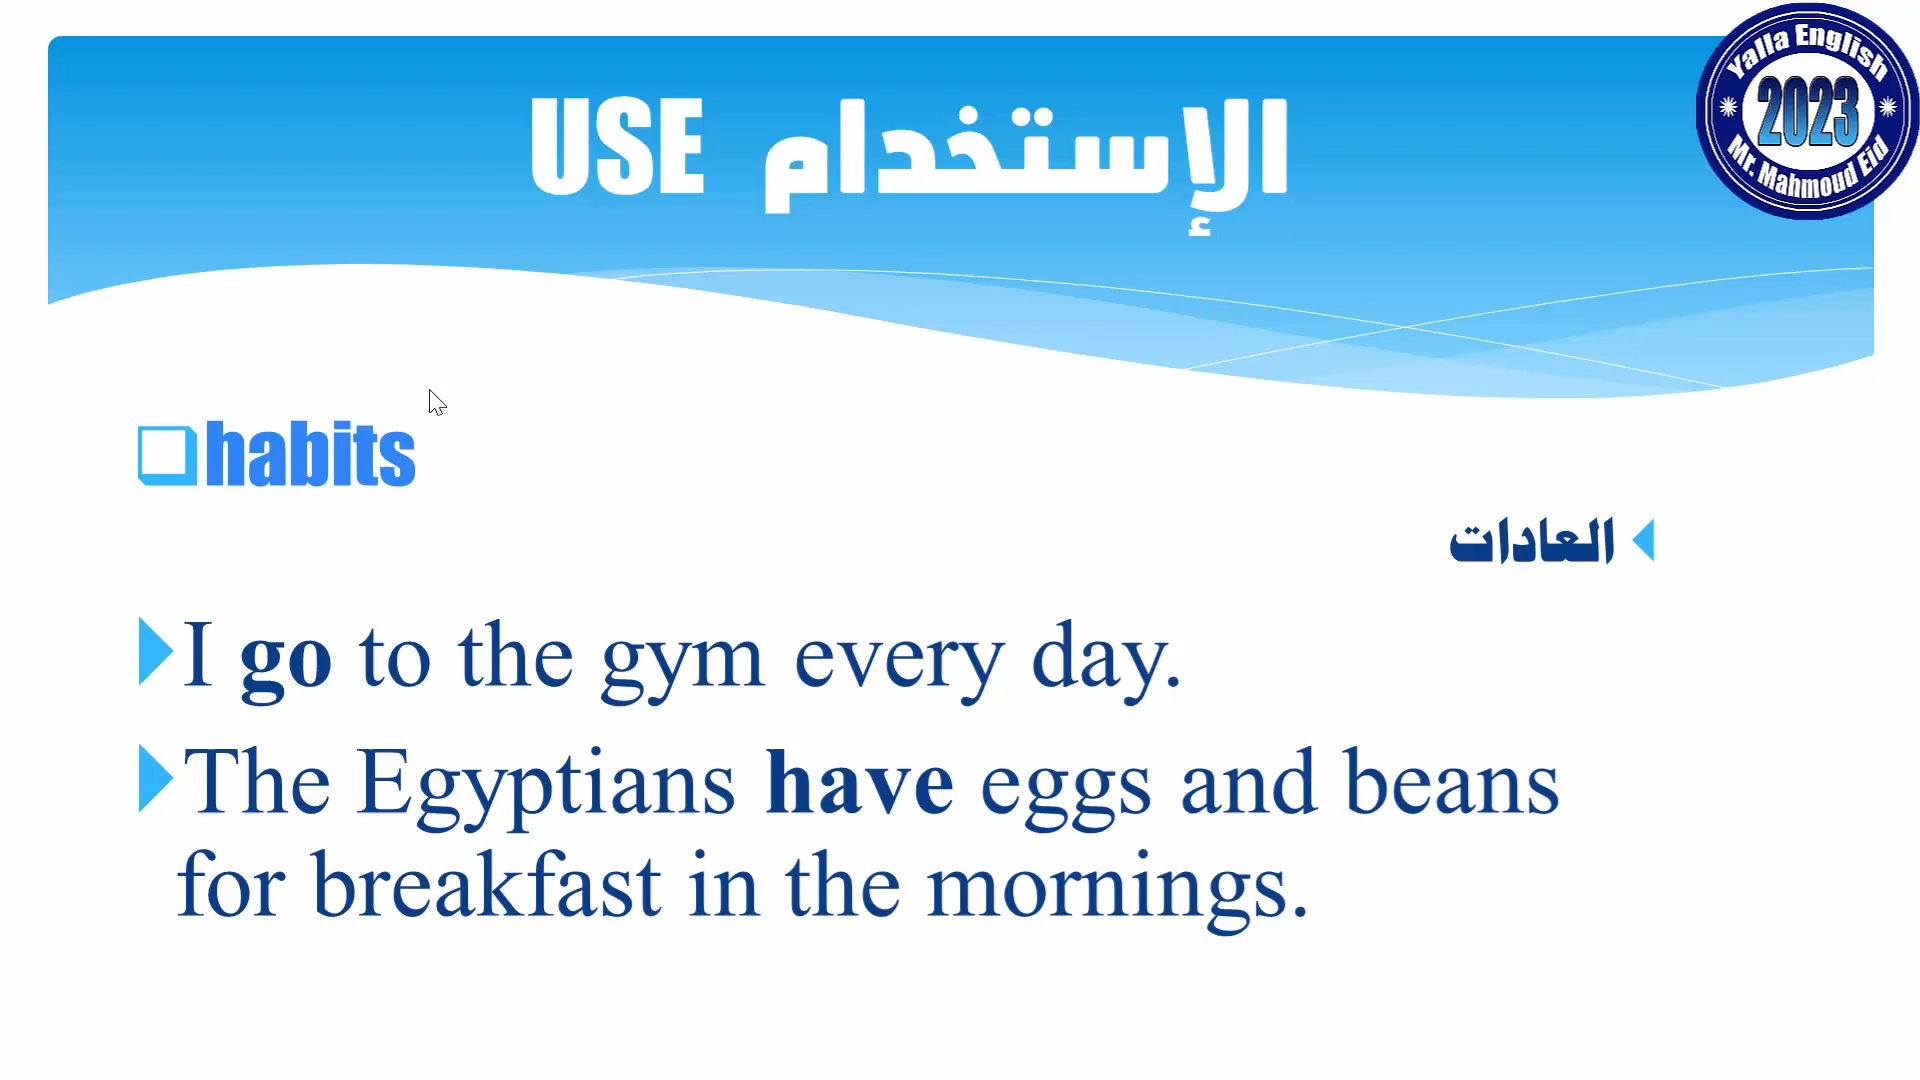 USE الإستخدام
Yalla English
2023
Mr. Mahmoud Eid
habits
العادات
I go to the gym every day.
The Egyptians have eggs and beans
for breakfast in the mornings.